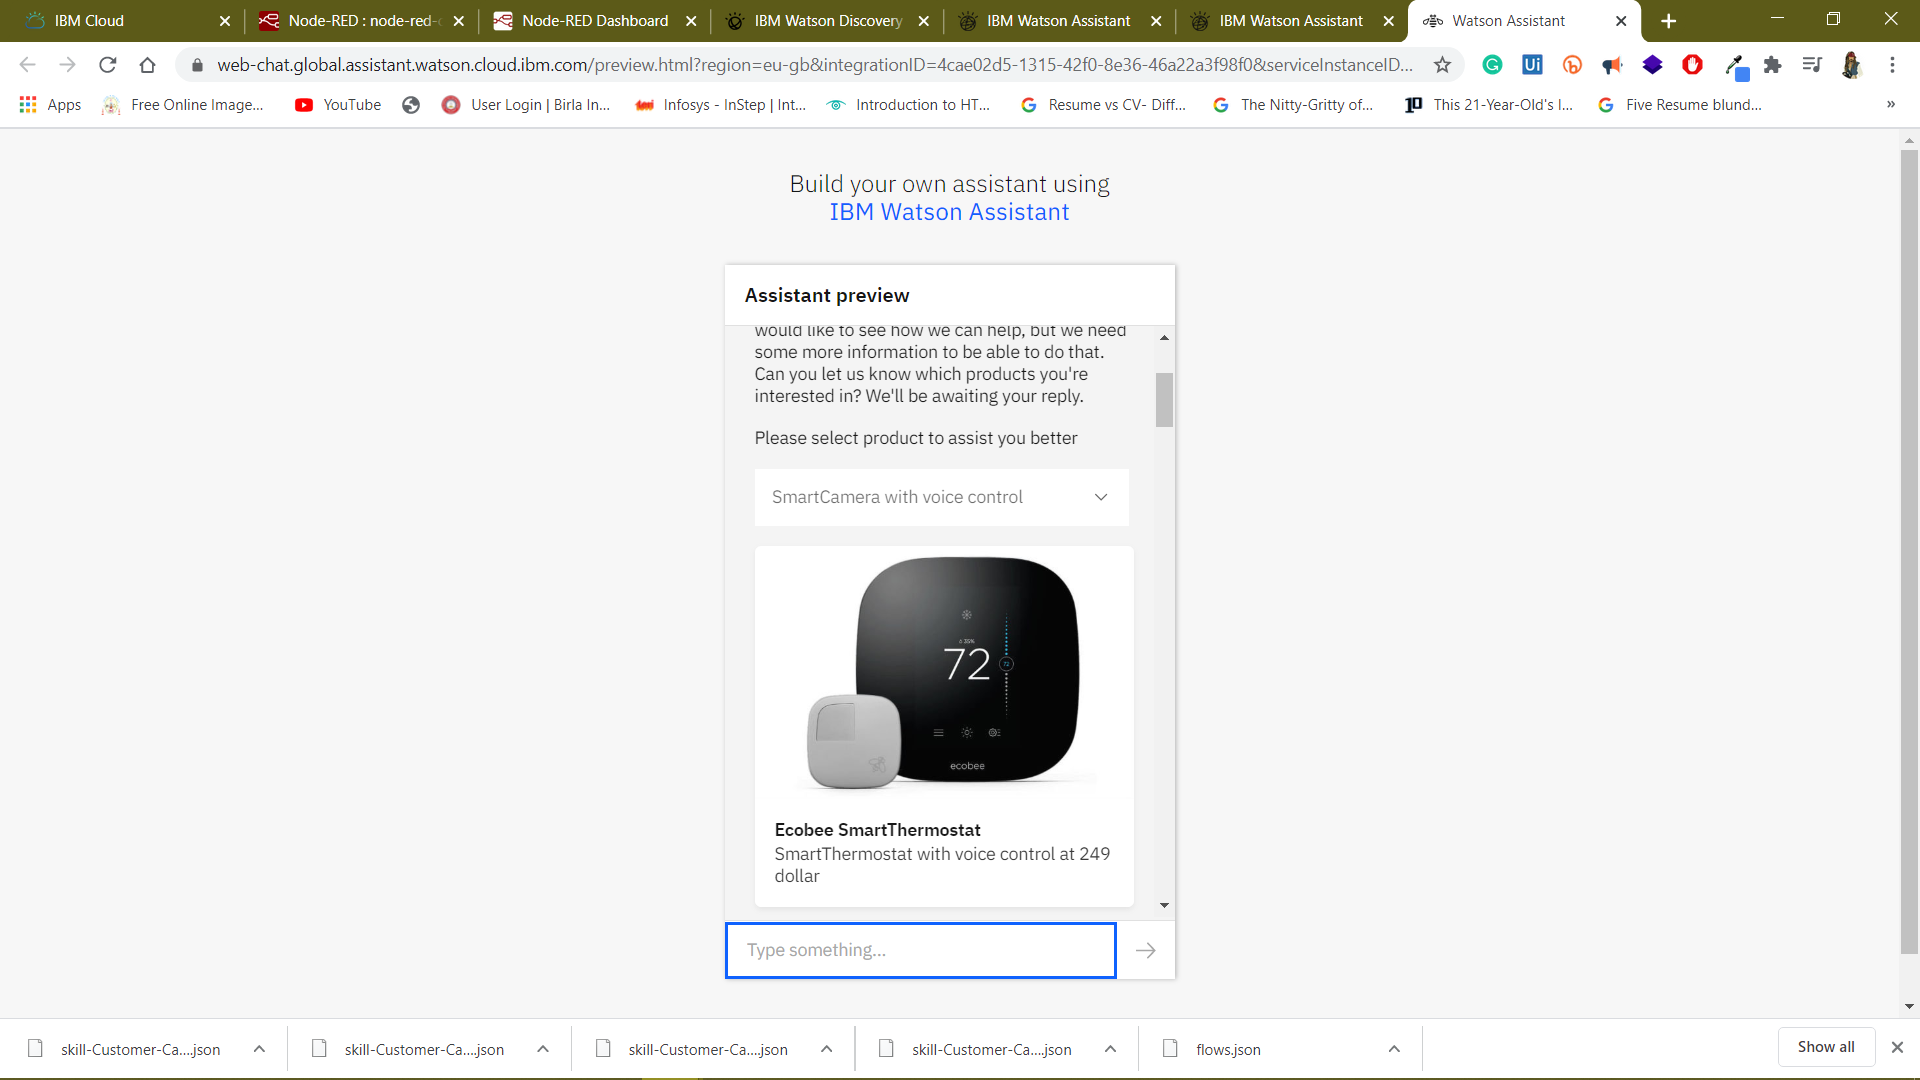 IBM Cloud
Node-RED : node-red-
Node-RED Dashboard
IBM Watson Discovery
IBM Watson Assistant
IBM Watson Assistant
Watson Assistant
web-chat.global.assistant.watson.cloud.ibm.com/preview.html?region=eu-gb&integrationID=4cae02d5-1315-42f0-8e36-46a22a3f98f0&serviceInstanceID...
Apps
Free Online Image...
YouTube
User Login | Birla In...
Infosys - InStep | Int...
Introduction to HT...
Resume vs CV- Diff...
The Nitty-Gritty of...
This 21-Year-Old's I...
Five Resume blund...
»
Build your own assistant using
IBM Watson Assistant
Assistant preview
would like to see how we can help, but we need
some more information to be able to do that.
Can you let us know which products you're
interested in? We'll be awaiting your reply.
Please select product to assist you better
SmartCamera with voice control
72
72
ecobee
Ecobee SmartThermostat
SmartThermostat with voice control at 249
dollar
Type something...
skill-Customer-Ca....json
skill-Customer-Ca....json
skill-Customer-Ca....json
skill-Customer-Ca....json
flows.json
Show all